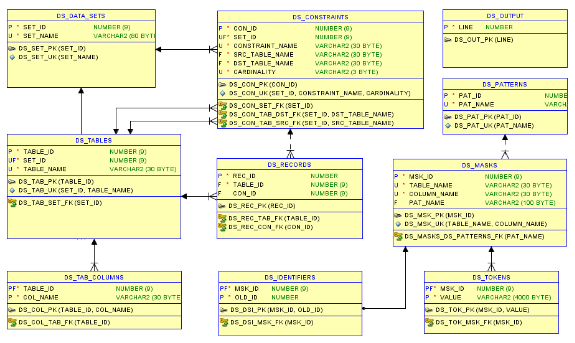 DS_DATA_SETS
P * SET_ID NUMBER (9)
U * SET_NAME VARCHAR2 (80 BYT
DS_SET_PK (SET_ID)
DS_SET_UK (SET_NAME)
DS_CONSTRAINTS
P * CON_ID NUMBER (9)
UF* SET_ID NUMBER (9)
U * CONSTRAINT_NAME VARCHAR2 (30 BYTE)
F * SRC_TABLE_NAME VARCHAR2 (30 BYTE)
F * DST_TABLE_NAME VARCHAR2 (30 BYTE)
U * CARDINALITY VARCHAR2 (3 BYTE)
DS_CON_PK (CON_ID)
DS_CON_UK (SET_ID, CONSTRAINT_NAME, CARDINALITY)
DS_CON_SET_FK (SET_ID)
DS_CON_TAB_DST_FK (SET_ID, DST_TABLE_NAME)
DS_CON_TAB_SRC_FK (SET_ID, SRC_TABLE_NAME)
DS_OUTPUT
P * LINE NUMBER
DS_OUT_PK (LINE)
DS_PATTERNS
P * PAT_ID NUMBE
U * PAT_NAME VARCHA
DS_PAT_PK (PAT_ID)
DS_PAT_UK (PAT_NAME)
DS_TABLES
P * TABLE_ID NUMBER (9)
UF* SET_ID NUMBER (9)
U * TABLE_NAME VARCHAR2 (30 BYTE)
DS_TAB_PK (TABLE_ID)
DS_TAB_UK (SET_ID, TABLE_NAME)
DS_TAB_SET_FK (SET_ID)
DS_RECORDS
P * REC_ID NUMBER
F * TABLE_ID NUMBER (9)
F CON_ID NUMBER (9)
DS_REC_PK (REC_ID)
DS_REC_TAB_FK (TABLE_ID)
DS_REC_CON_FK (CON_ID)
DS_MASKS
P * MSK_ID NUMBER (9)
U * TABLE_NAME VARCHAR2 (30 BYTE)
U * COLUMN_NAME VARCHAR2 (30 BYTE)
F PAT_NAME VARCHAR2 (100 BYTE)
DS_MSK_PK (MSK_ID)
DS_MSK_UK (TABLE_NAME, COLUMN_NAME)
DS_MASKS_DS_PATTERNS_FK (PAT_NAME)
DS_TAB_COLUMNS
PF* TABLE_ID NUMBER (9)
P * COL_NAME VARCHAR2 (30 BYTE
DS_COL_PK (TABLE_ID, COL_NAME)
DS_COL_TAB_FK (TABLE_ID)
DS_IDENTIFIERS
PF* MSK_ID NUMBER (9)
P * OLD_ID NUMBER
DS_DSI_PK (MSK_ID, OLD_ID)
DS_DSI_MSK_FK (MSK_ID)
DS_TOKENS
PF* MSK_ID NUMBER (9)
P * VALUE VARCHAR2 (4000 BYTE)
DS_TOK_PK (MSK_ID, VALUE)
DS_TOK_MSK_FK (MSK_ID)